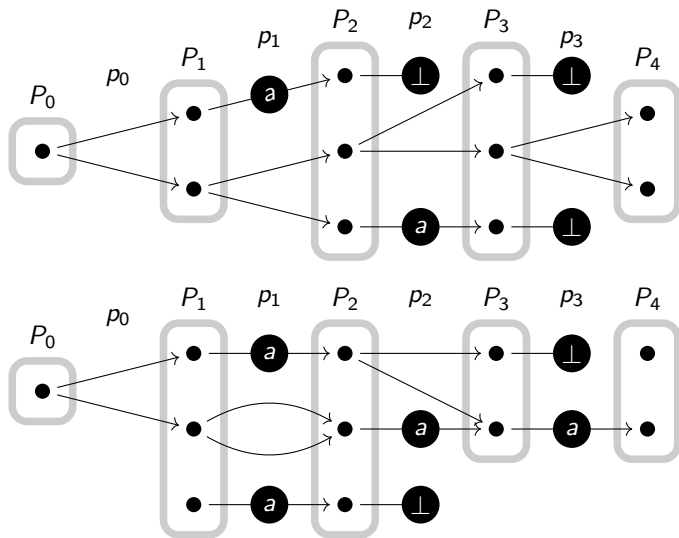 P₂ p₂ P₃ p₃
p₁
P₁ P₄
p₀
P₀ ⊥ ⊥
a
a ⊥
P₁ p₁ P₂ p₂ P₃ p₃ P₄
p₀
P₀ a ⊥
a a
a ⊥